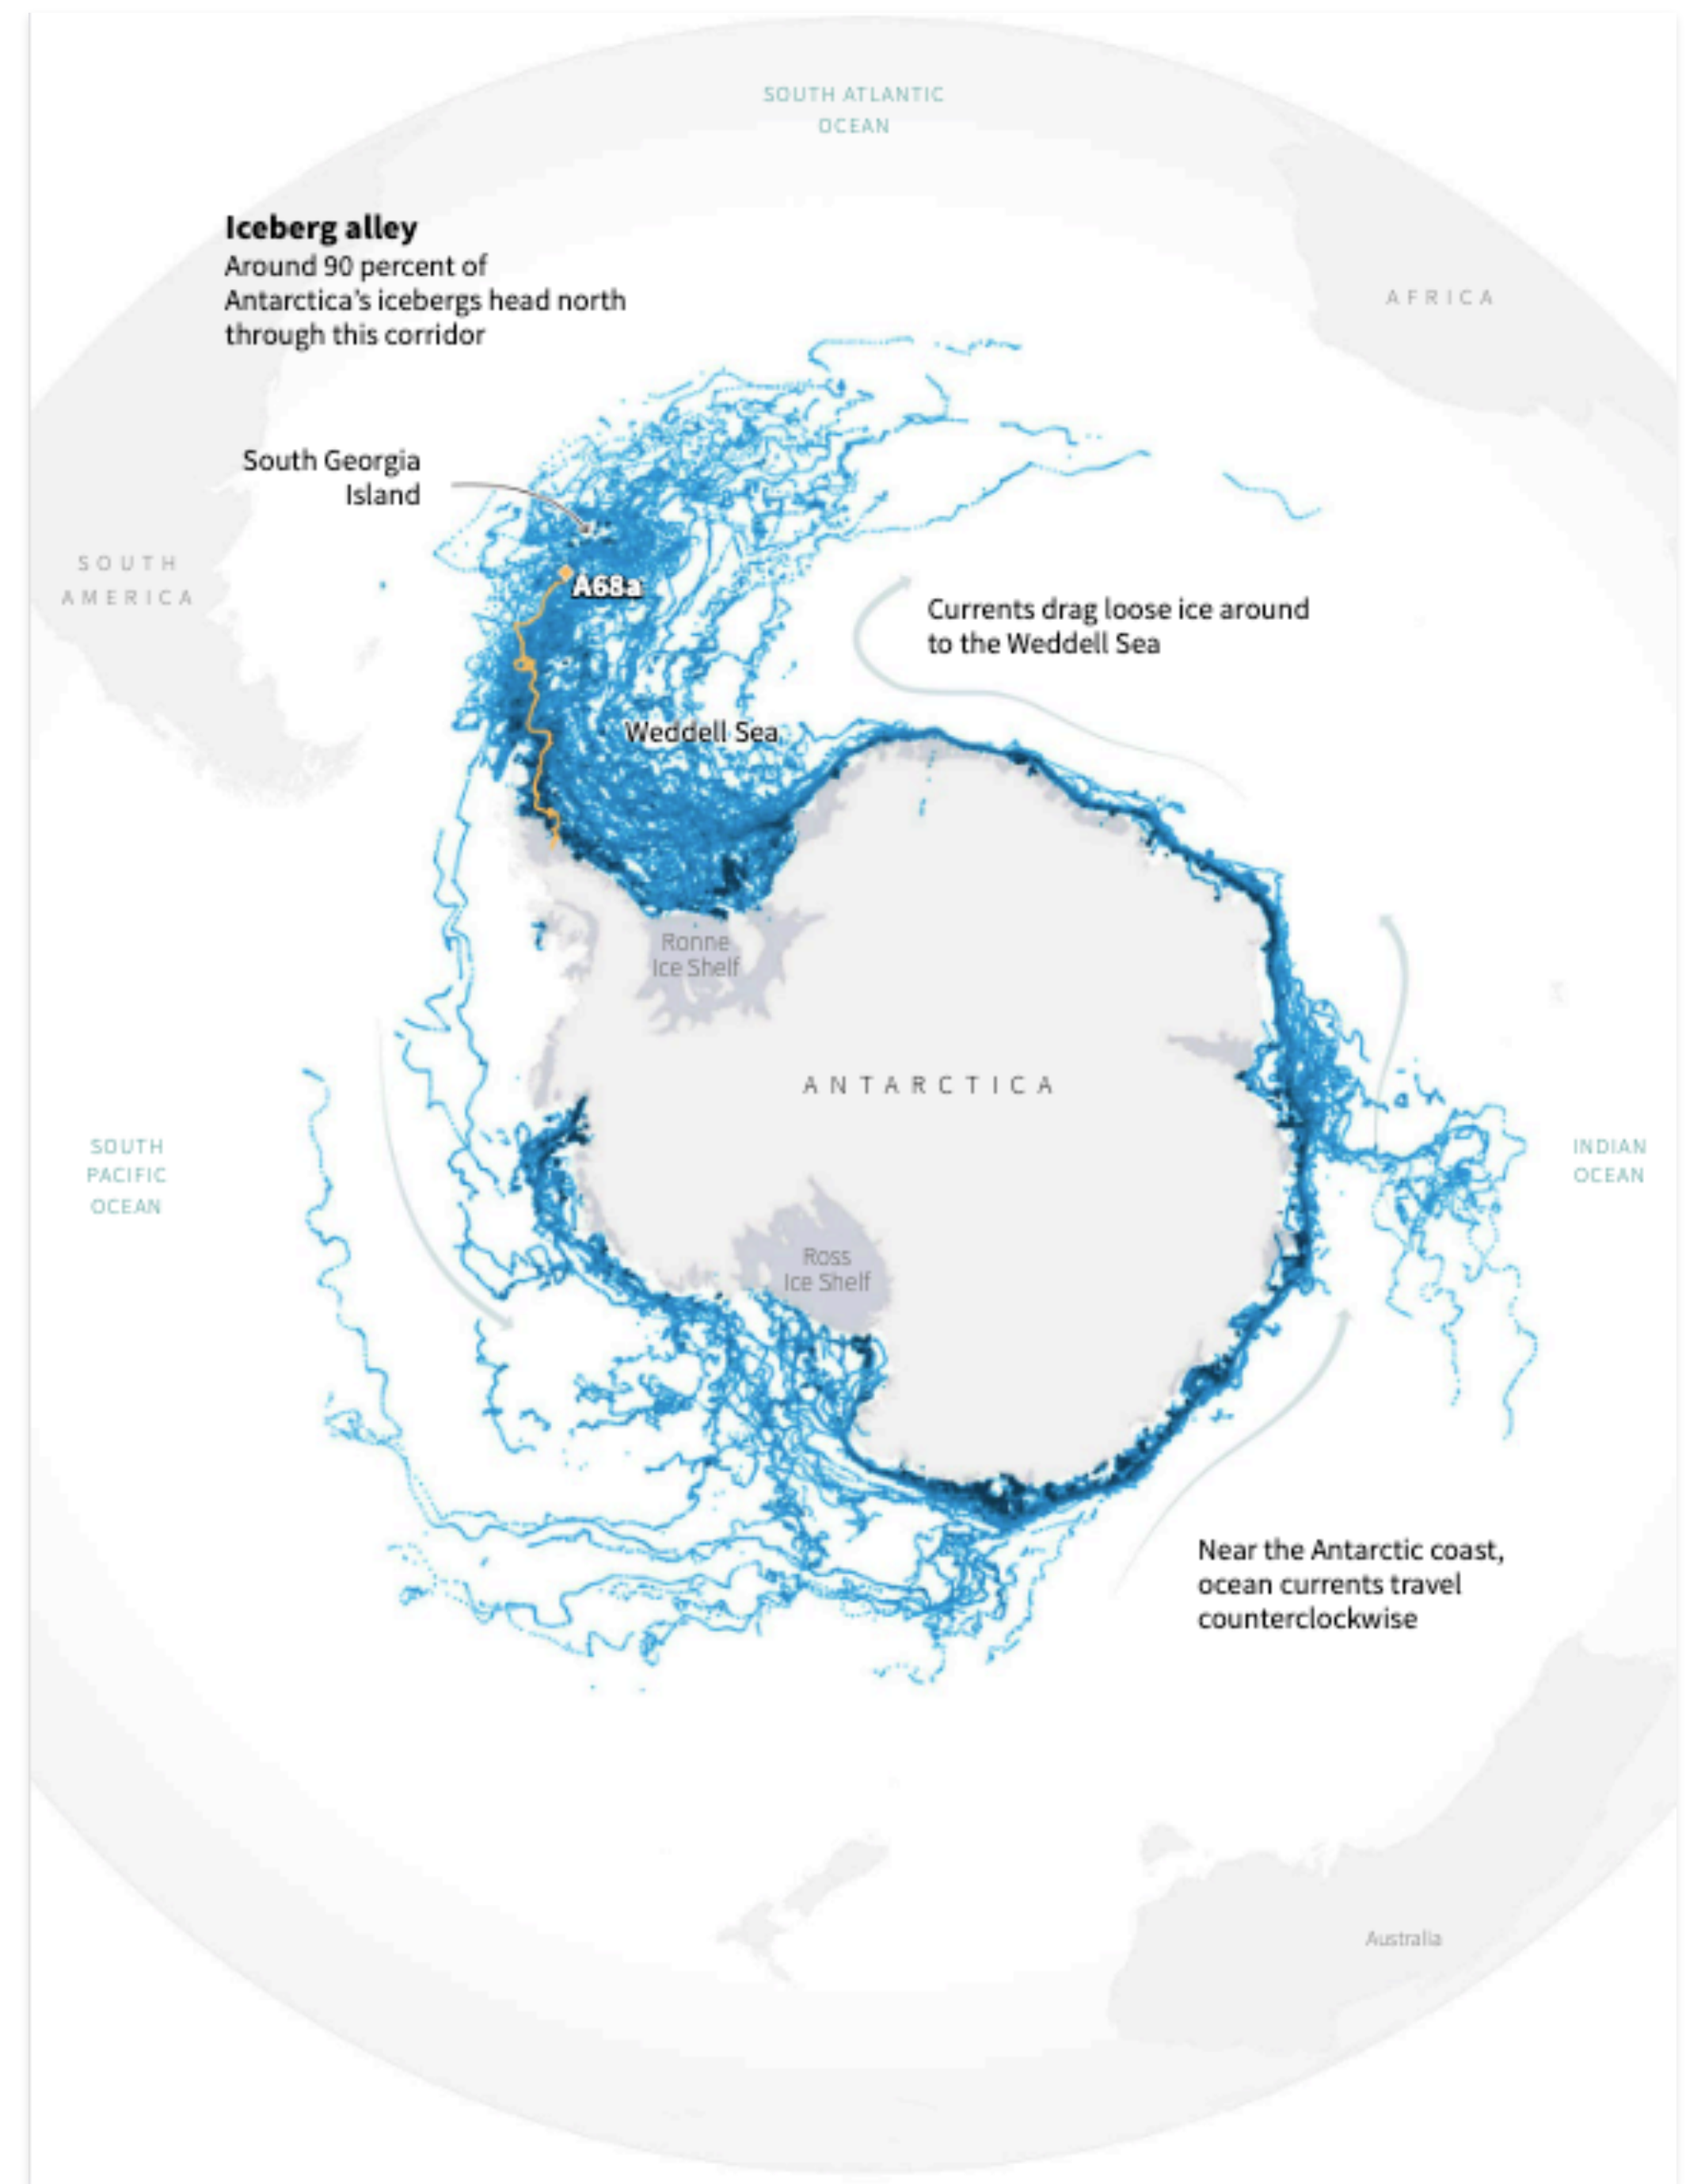 SOUTH ATLANTIC
OCEAN
Iceberg alley
Around 90 percent of
Antarctica's icebergs head north
through this corridor
AFRICA
South Georgia
Island
SOUTH
AMERICA
A68a
Currents drag loose ice around
to the Weddell Sea
Weddell Sea
Ronne
Ice Shelf
ANTARCTICA
SOUTH
PACIFIC
OCEAN
INDIAN
OCEAN
Ross
Ice Shelf
Near the Antarctic coast,
ocean currents travel
counterclockwise
Australia